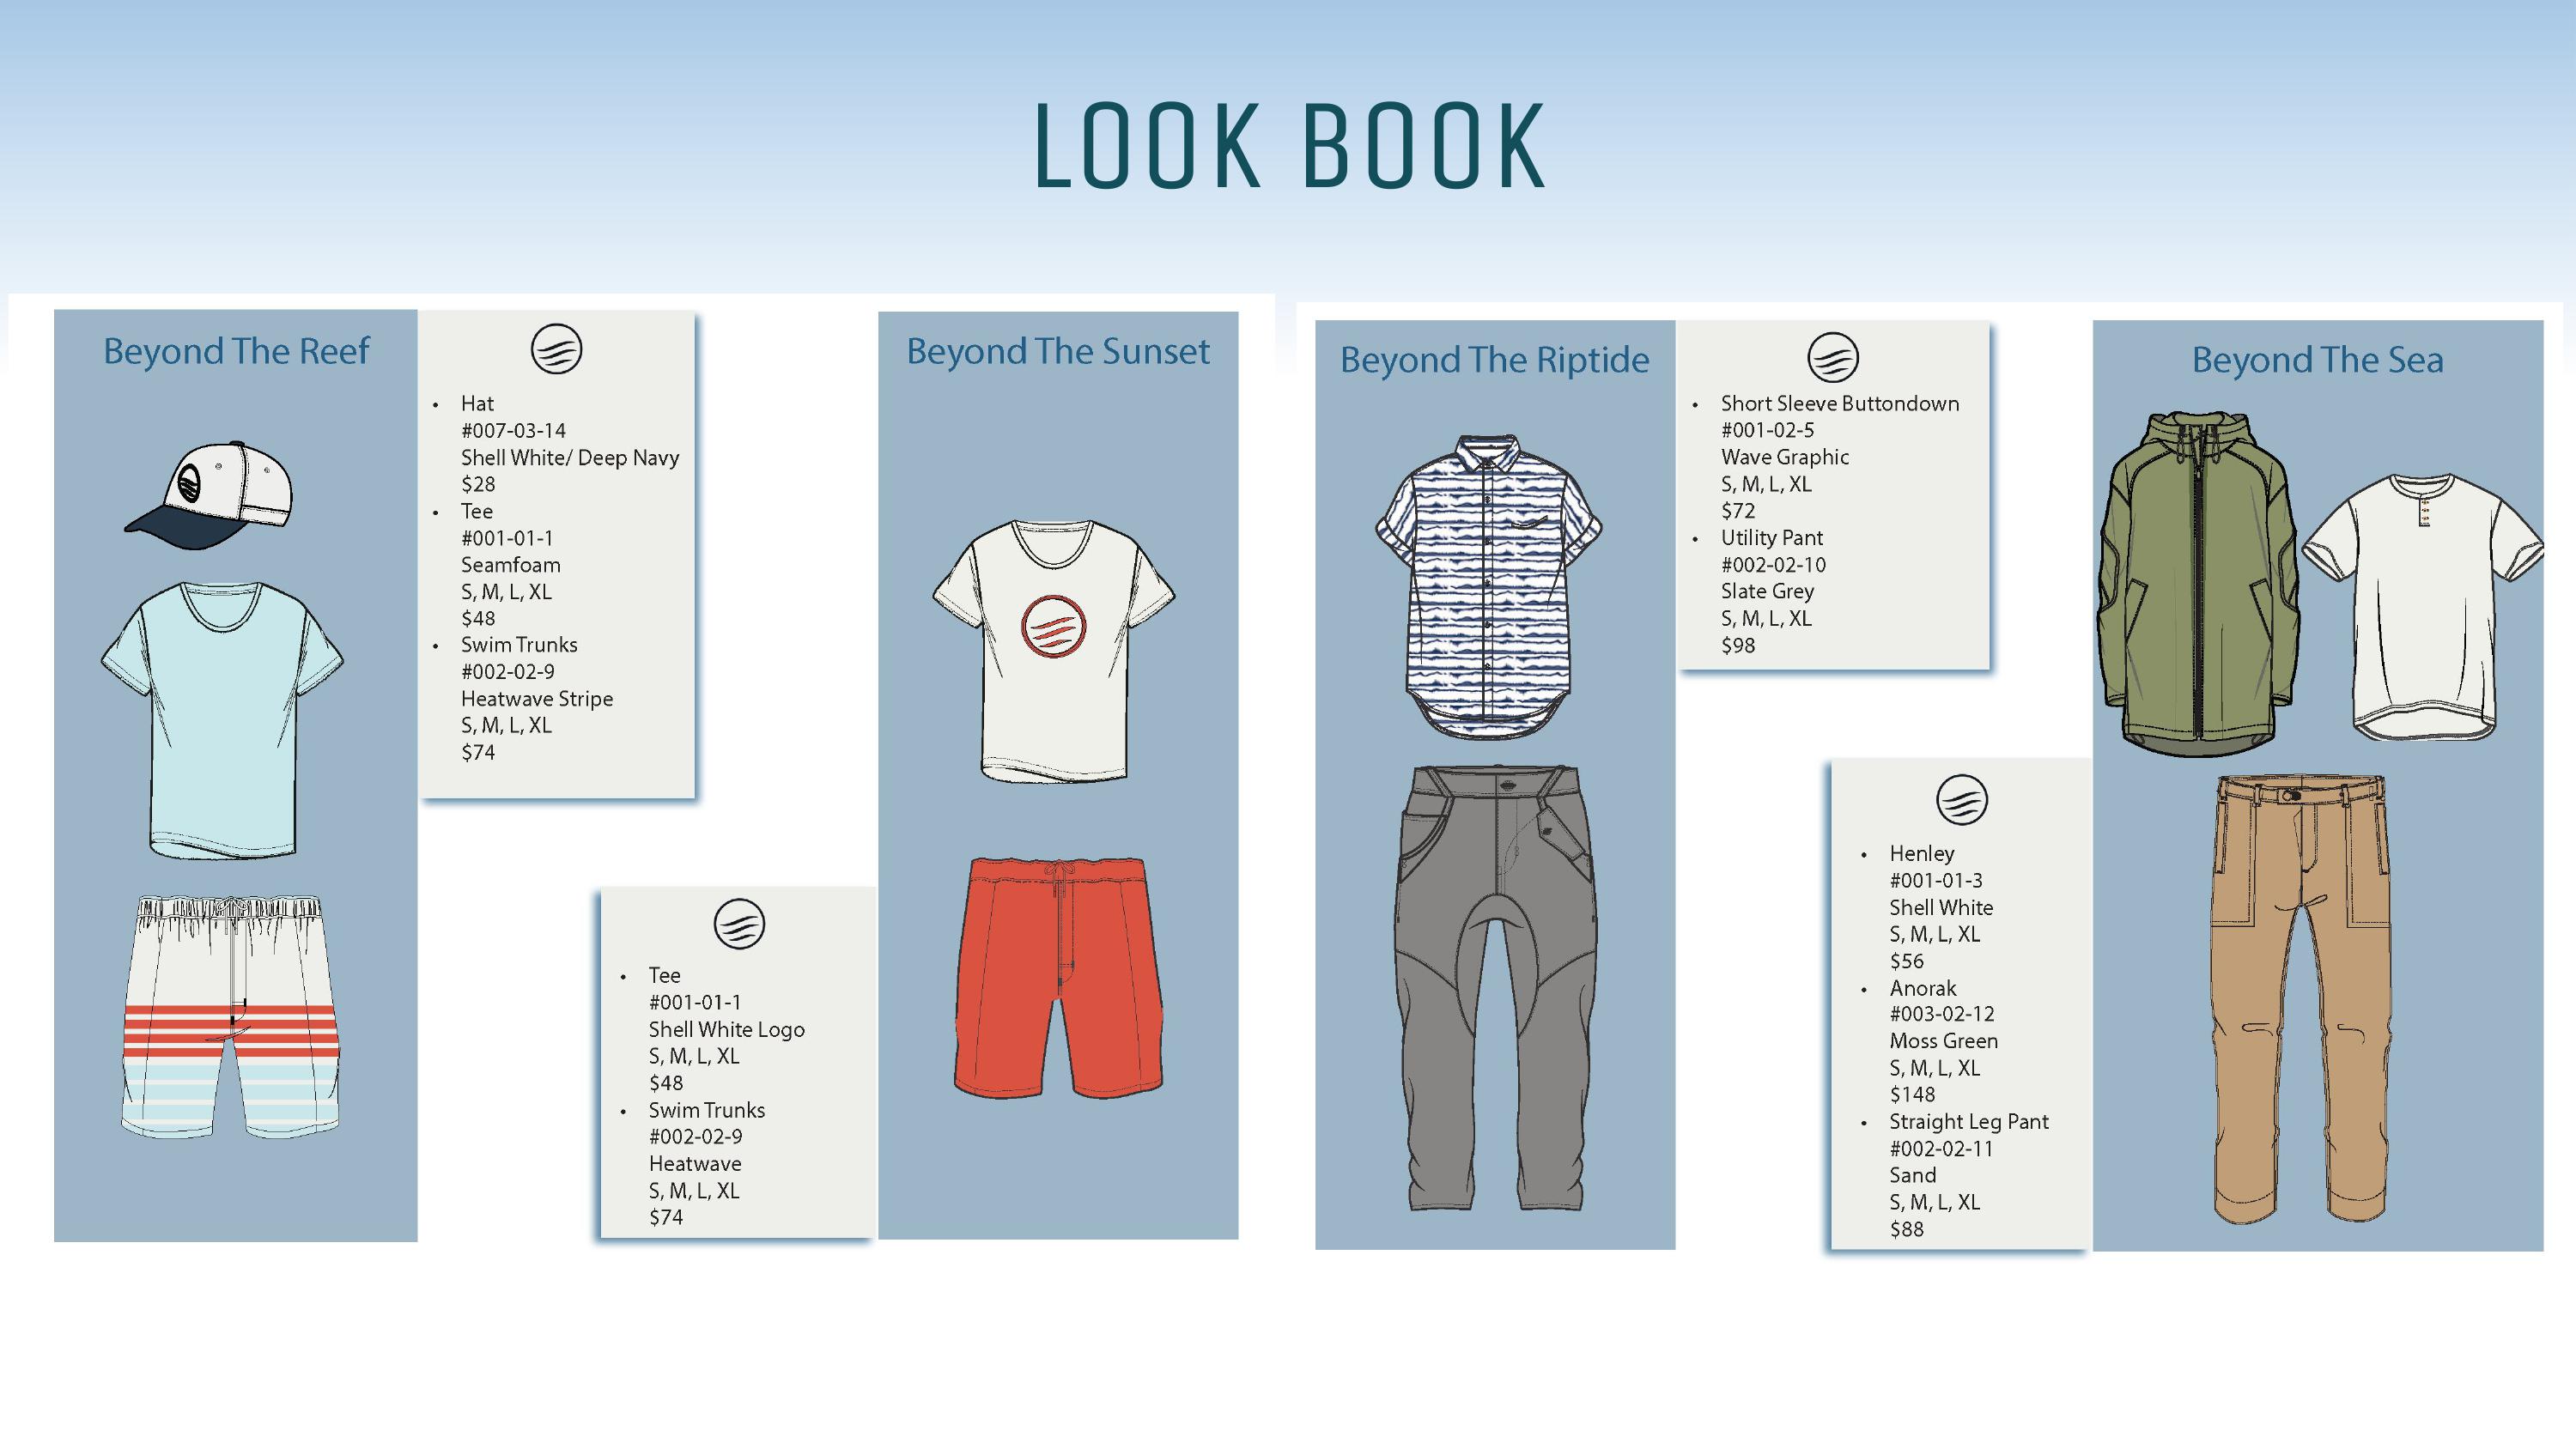 LOOK BOOK
Beyond The Reef
• Hat
#007-03-14
Shell White/ Deep Navy
$28
• Tee
#001-01-1
Seamfoam
S, M, L, XL
$48
• Swim Trunks
#002-02-9
Heatwave Stripe
S, M, L, XL
$74
Beyond The Sunset
• Tee
#001-01-1
Shell White Logo
S, M, L, XL
$48
• Swim Trunks
#002-02-9
Heatwave
S, M, L, XL
$74
Beyond The Riptide
• Short Sleeve Buttondown
#001-02-5
Wave Graphic
S, M, L, XL
$72
• Utility Pant
#002-02-10
Slate Grey
S, M, L, XL
$98
Beyond The Sea
• Henley
#001-01-3
Shell White
S, M, L, XL
$56
• Anorak
#003-02-12
Moss Green
S, M, L, XL
$148
• Straight Leg Pant
#002-02-11
Sand
S, M, L, XL
$88